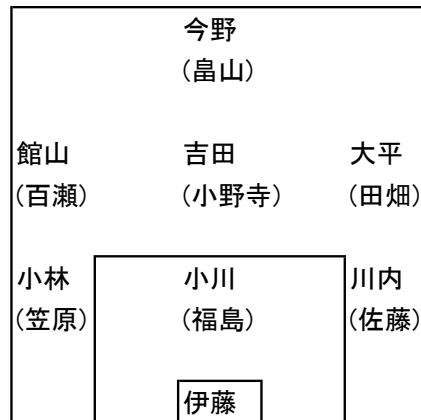 今野
(畠山)
館山 吉田 大平
(百瀬) (小野寺) (田畑)
小林 小川 川内
(笠原) (福島) (佐藤)
伊藤